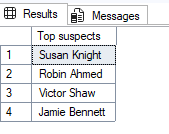 Results Messages
Top suspects
1 Susan Knight
2 Robin Ahmed
3 Victor Shaw
4 Jamie Bennett